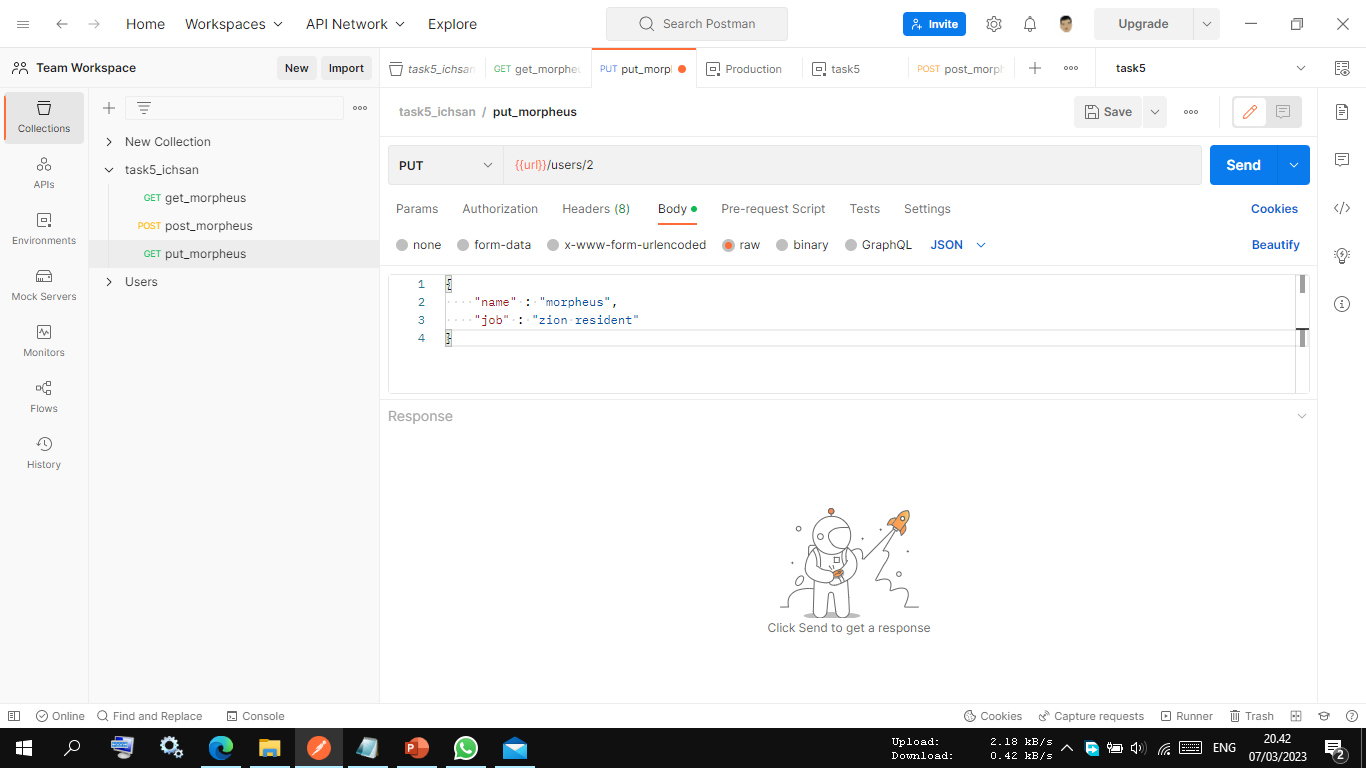 Home Workspaces API Network Explore Search Postman Invite Upgrade
Team Workspace New Import
task5_ichsan GET get_morpheus PUT put_morpl Production task5 POST post_morph task5
Collections
APIs
Environments
Mock Servers
Monitors
Flows
History
New Collection
task5_ichsan
GET get_morpheus
POST post_morpheus
GET put_morpheus
Users
task5_ichsan / put_morpheus Save
PUT {{url}}/users/2 Send
Params Authorization Headers (8) Body Pre-request Script Tests Settings Cookies
none form-data x-www-form-urlencoded raw binary GraphQL JSON Beautify
1 {
2 "name" : "morpheus",
3 "job" : "zion resident"
4 }
Response
Click Send to get a response
Online Find and Replace Console Cookies Capture requests Runner Trash
Upload: 2.18 kB/s
Download: 0.42 kB/s
ENG
20.42
07/03/2023
2